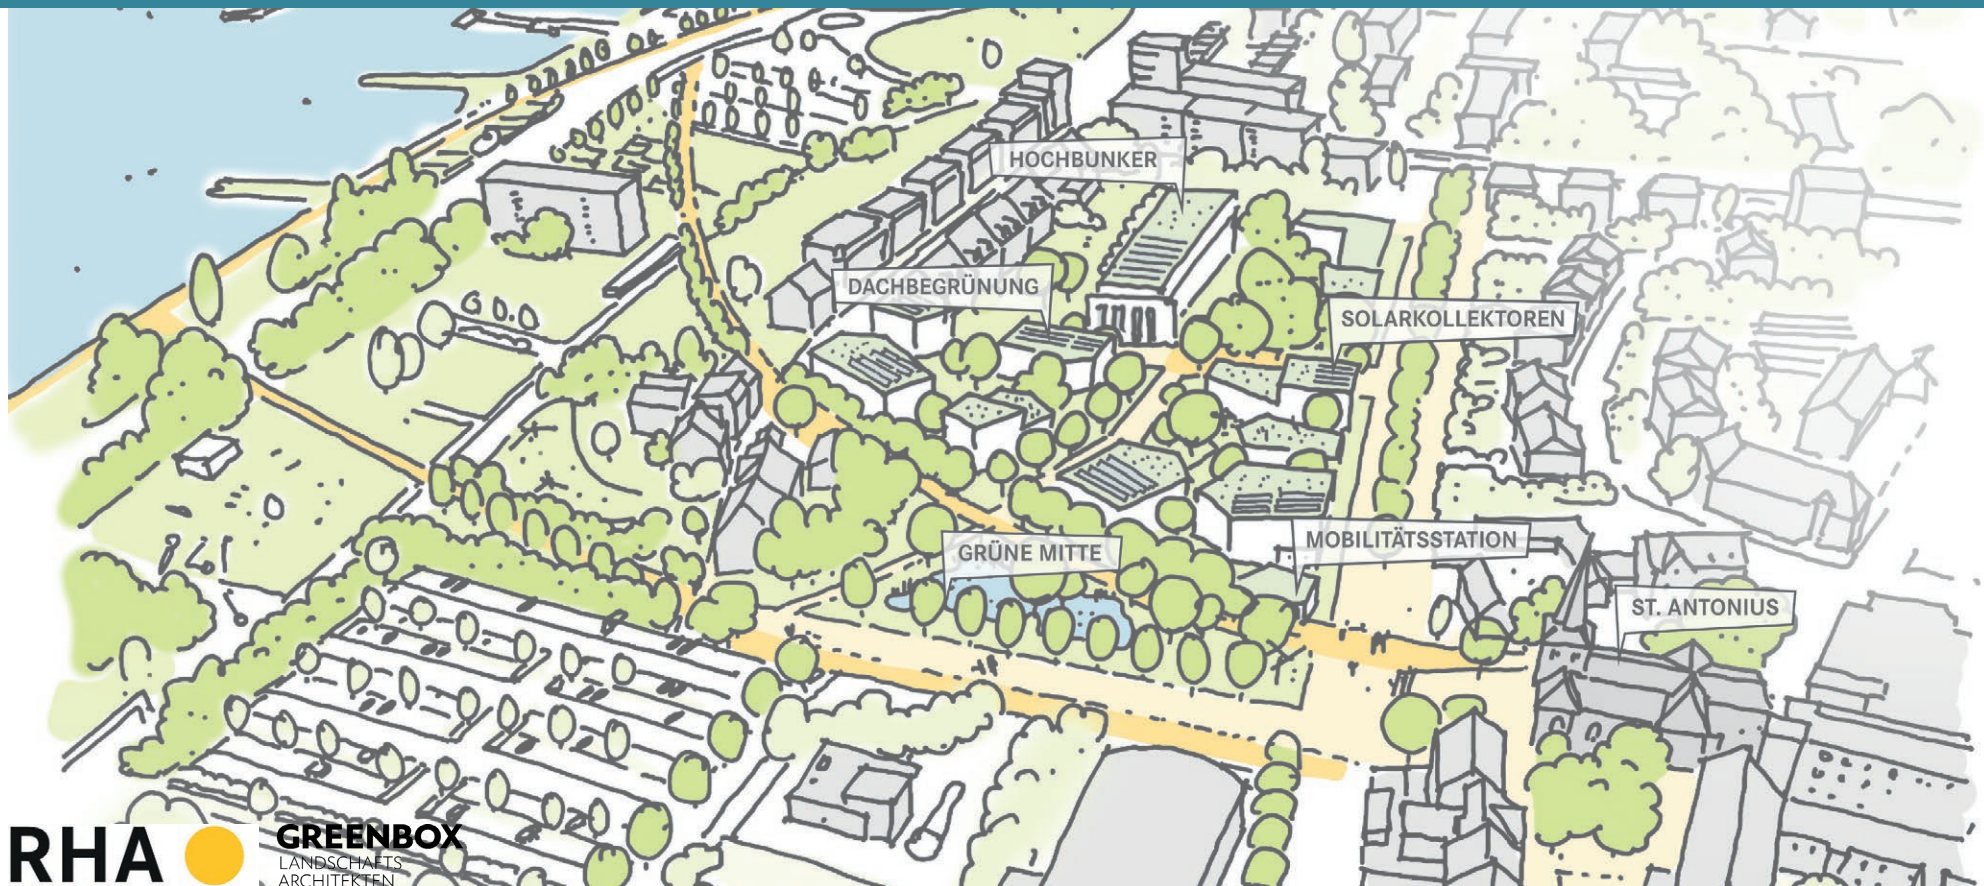 HOCHBUNKER
DACHBEGRÜNUNG
SOLARKOLLEKTOREN
GRÜNE MITTE
MOBILITÄTSSTATION
ST. ANTONIUS
RHA
GREENBOX
LANDSCHAFTS
ARCHITEKTEN